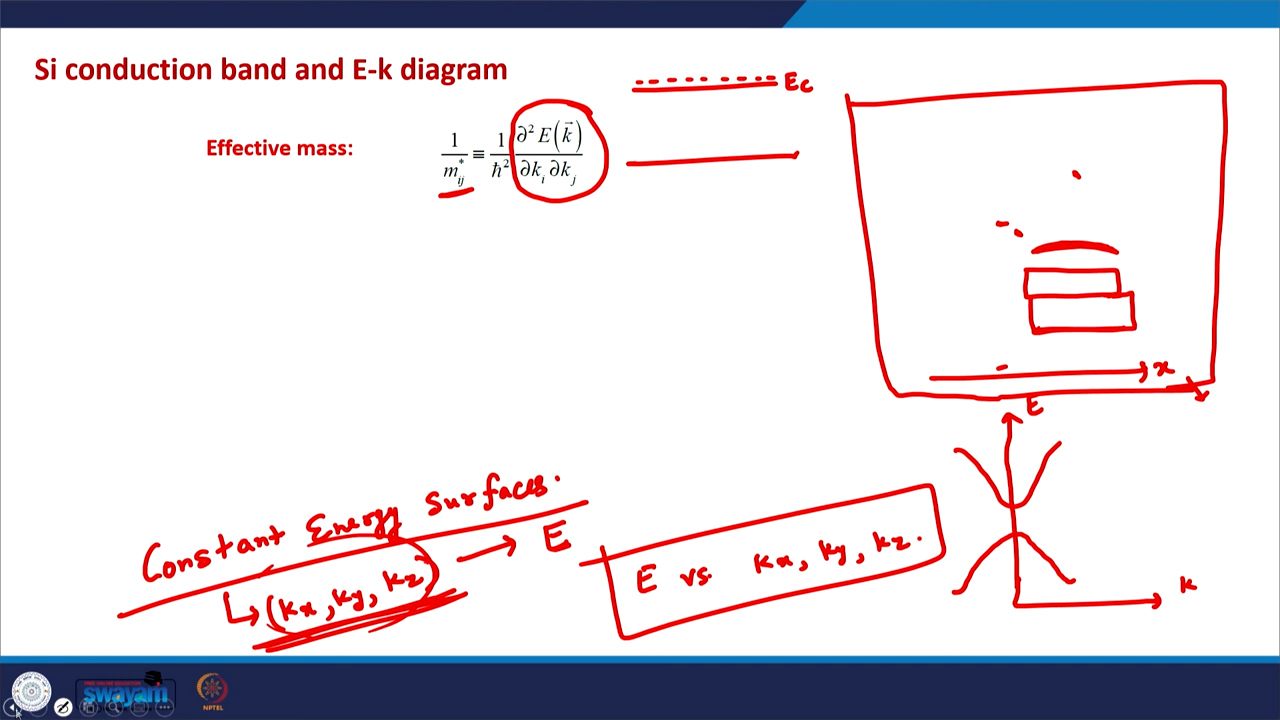 Si conduction band and E-k diagram
Ec
Effective mass:
1/m*ij ≡ 1/ħ² ∂²E(k⃗)/∂ki ∂kj
x
E
Constant Energy Surfaces.
↳ (kx, ky, kz) → E
E vs. kx, ky, kz.
k
swayam
NPTEL